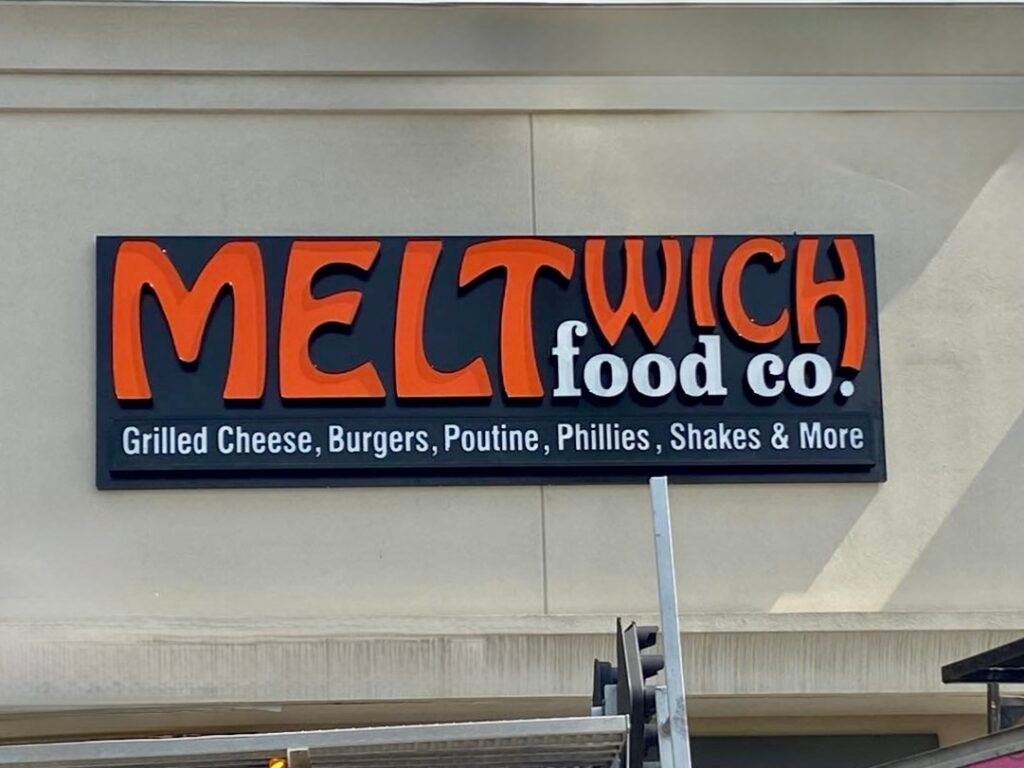 MELTWICH
food co.
Grilled Cheese, Burgers, Poutine, Phillies, Shakes & More